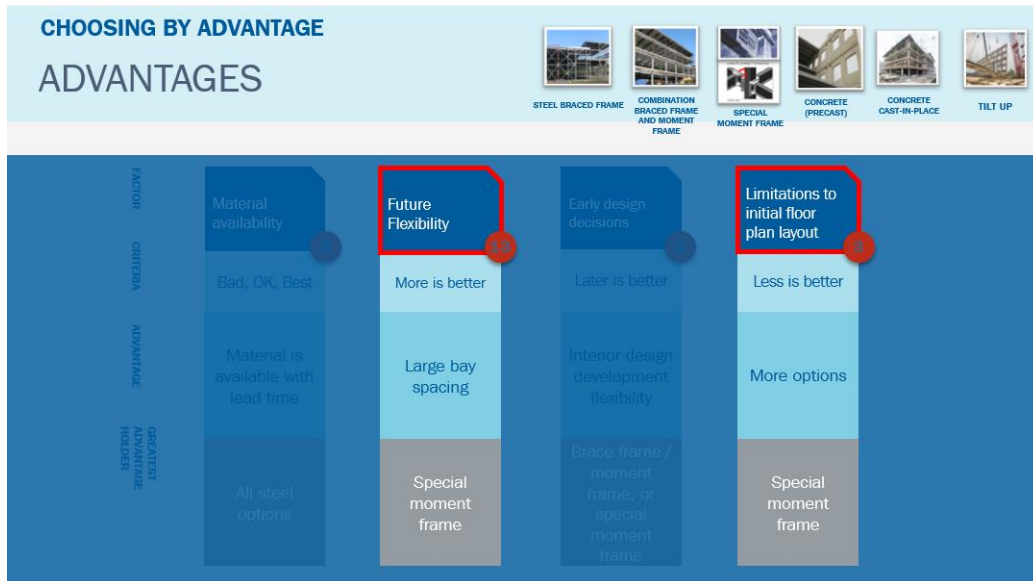 CHOOSING BY ADVANTAGE
ADVANTAGES
STEEL BRACED FRAME
COMBINATION
BRACED FRAME
AND MOMENT
FRAME
SPECIAL
MOMENT FRAME
CONCRETE
(PRECAST)
CONCRETE
CAST-IN-PLACE
TILT UP
FACTOR
Material
availability
Future
Flexibility
Early design
decisions
Limitations to
initial floor
plan layout
CRITERIA
Bad, OK, Best
More is better
Later is better
Less is better
ADVANTAGE
Material is
available with
lead time
Large bay
spacing
Interior design
development
flexibility
More options
GREATEST
ADVANTAGE
HOLDER
All steel
options
Special
moment
frame
Brace frame /
moment
frame, or
special
moment
frame
Special
moment
frame